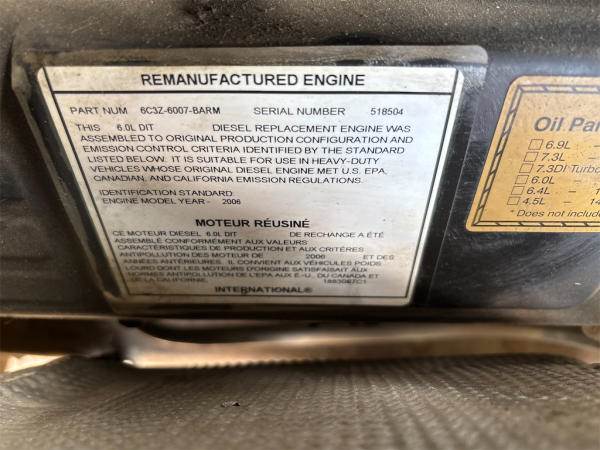 REMANUFACTURED ENGINE
PART NUM 6C3Z-6007-BARM SERIAL NUMBER 518504
THIS 6.0L DIT DIESEL REPLACEMENT ENGINE WAS
ASSEMBLED TO ORIGINAL PRODUCTION CONFIGURATION AND
EMISSION CONTROL CRITERIA IDENTIFIED BY THE STANDARD
LISTED BELOW. IT IS SUITABLE FOR USE IN HEAVY-DUTY
VEHICLES WHOSE ORIGINAL DIESEL ENGINE MET U.S. EPA,
CANADIAN, AND CALIFORNIA EMISSION REGULATIONS.
IDENTIFICATION STANDARD:
ENGINE MODEL YEAR - 2006
MOTEUR RÉUSINÉ
CE MOTEUR DIESEL 6.0L DIT DE RECHANGE A ÉTÉ
ASSEMBLÉ CONFORMÉMENT AUX VALEURS
CARACTÉRISTIQUES DE PRODUCTION ET AUX CRITÈRES
ANTIPOLLUTION DES MOTEUR DE 2006 ET DES
ANNÉES ANTÉRIEURES. IL CONVIENT AUX VÉHICULES POIDS
LOURD DONT LES MOTEURS D'ORIGINE SATISFAISAIT AUX
NORMES ANTIPOLLUTION DE L'EPA AUX É.-U., DU CANADA ET
DE LA CALIFORNIE. 1883087C1
INTERNATIONAL®
Oil Pa
6.9L -
7.3L -
7.3DI Turbo
6.0L -
6.4L - 1
4.5L - 14
*Does not includ